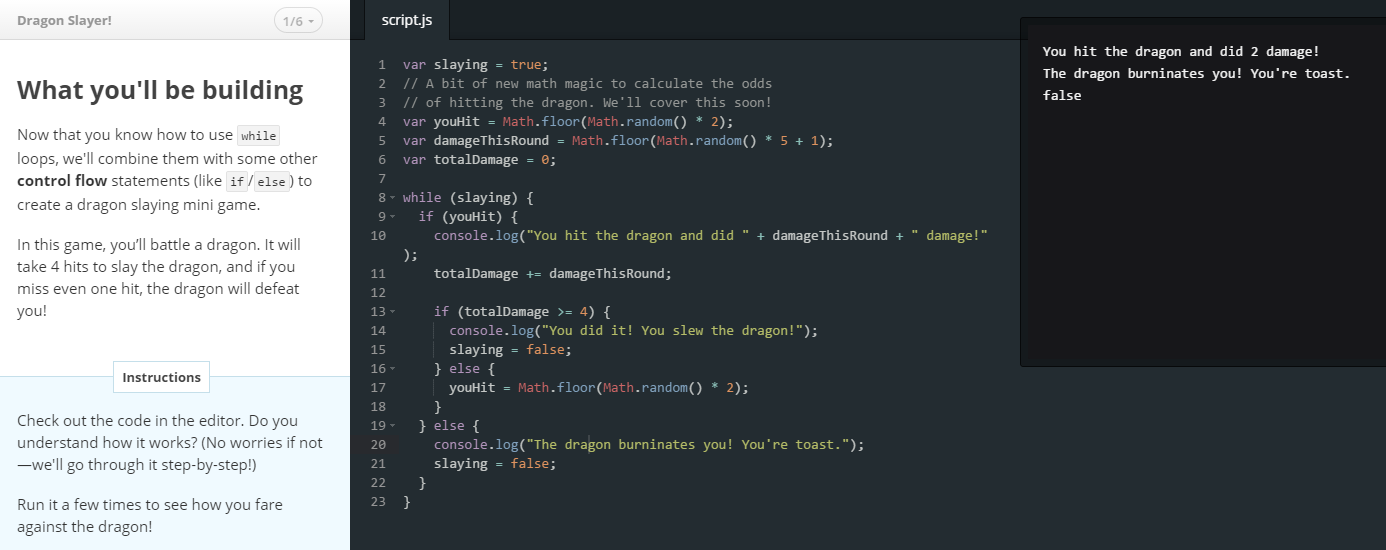 Dragon Slayer!
1/6
What you'll be building
Now that you know how to use while
loops, we'll combine them with some other
control flow statements (like if/else) to
create a dragon slaying mini game.
In this game, you’ll battle a dragon. It will
take 4 hits to slay the dragon, and if you
miss even one hit, the dragon will defeat
you!
Instructions
Check out the code in the editor. Do you
understand how it works? (No worries if not
—we'll go through it step-by-step!)
Run it a few times to see how you fare
against the dragon!
script.js
1 var slaying = true;
2 // A bit of new math magic to calculate the odds
3 // of hitting the dragon. We'll cover this soon!
4 var youHit = Math.floor(Math.random() * 2);
5 var damageThisRound = Math.floor(Math.random() * 5 + 1);
6 var totalDamage = 0;
7
8 while (slaying) {
9 if (youHit) {
10 console.log("You hit the dragon and did " + damageThisRound + " damage!"
);
11 totalDamage += damageThisRound;
12
13 if (totalDamage >= 4) {
14 console.log("You did it! You slew the dragon!");
15 slaying = false;
16 } else {
17 youHit = Math.floor(Math.random() * 2);
18 }
19 } else {
20 console.log("The dragon burninates you! You're toast.");
21 slaying = false;
22 }
23 }
You hit the dragon and did 2 damage!
The dragon burninates you! You're toast.
false